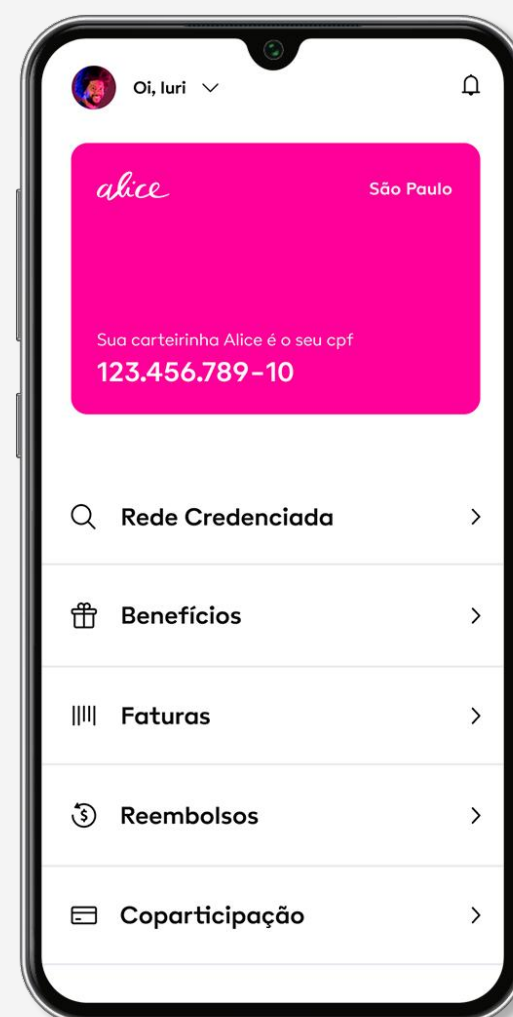 Oi, Iuri
alice
São Paulo
Sua carteirinha Alice é o seu cpf
123.456.789-10
Rede Credenciada
Benefícios
Faturas
Reembolsos
Coparticipação